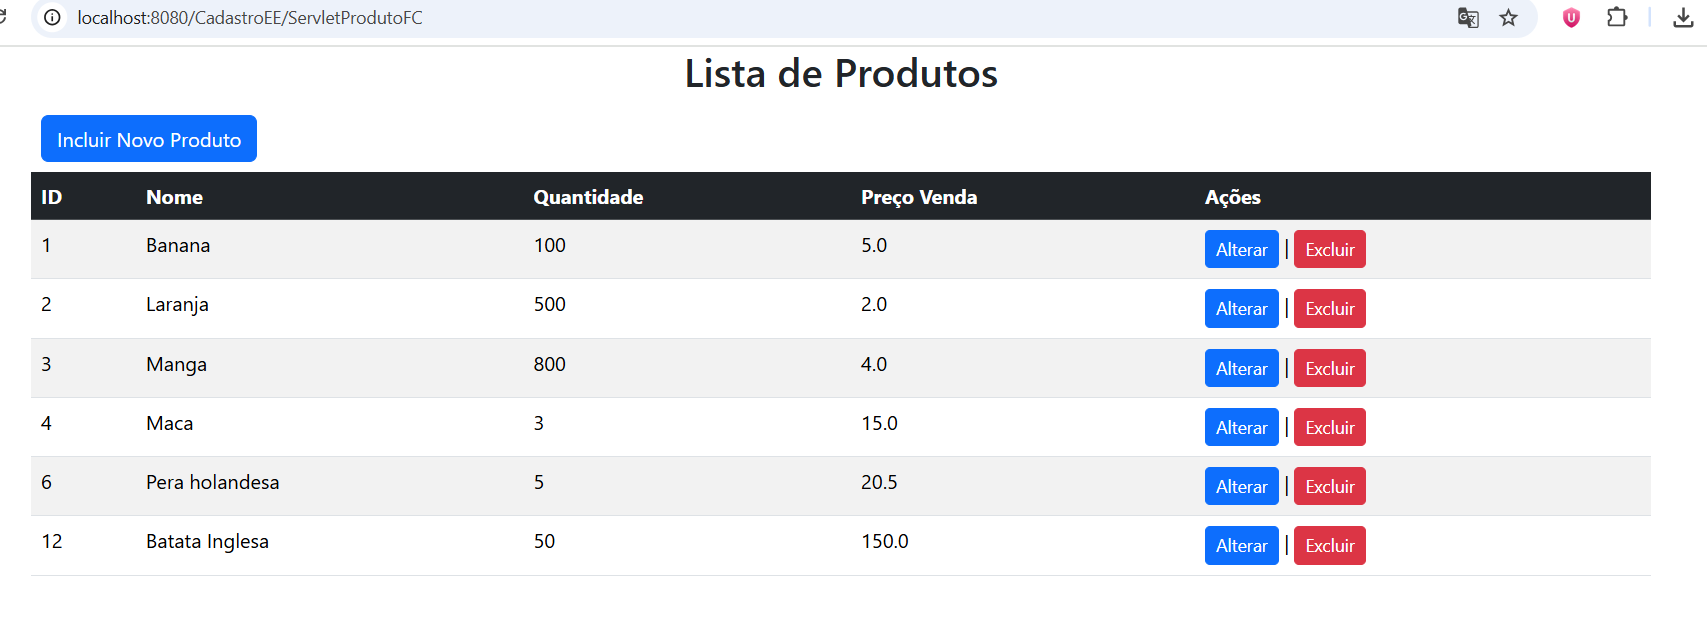 localhost:8080/CadastroEE/ServletProdutoFC
Lista de Produtos
Incluir Novo Produto
ID Nome Quantidade Preço Venda Ações
1 Banana 100 5.0 Alterar | Excluir
2 Laranja 500 2.0 Alterar | Excluir
3 Manga 800 4.0 Alterar | Excluir
4 Maca 3 15.0 Alterar | Excluir
6 Pera holandesa 5 20.5 Alterar | Excluir
12 Batata Inglesa 50 150.0 Alterar | Excluir